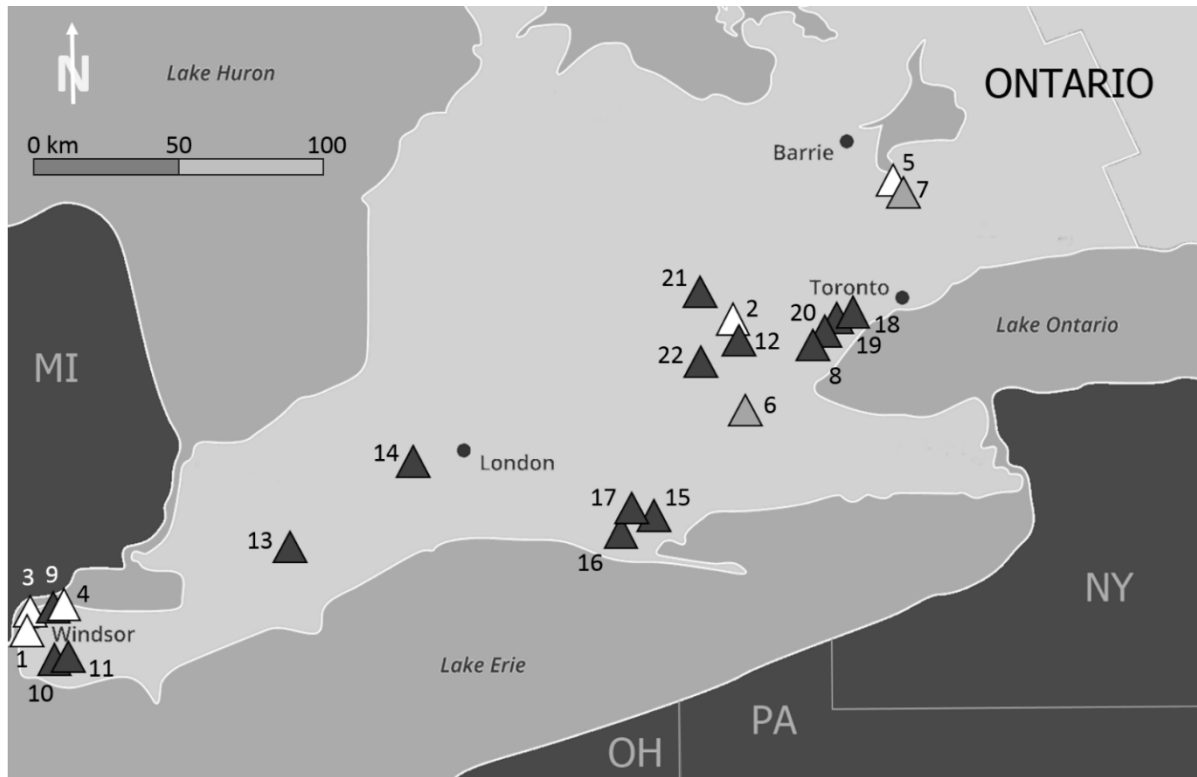 Lake Huron
ONTARIO
N
0 km 50 100
Barrie
5
7
21
2
Toronto
20
18
12
19
Lake Ontario
22
8
MI
6
14
London
17
15
13
16
3 9 4
NY
Windsor
1
11
Lake Erie
10
PA
OH